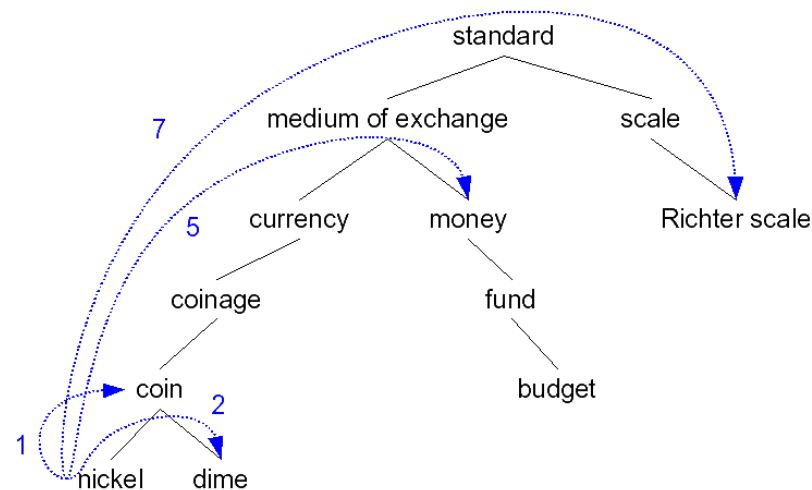 standard
7
medium of exchange
scale
5
currency
money
Richter scale
coinage
fund
coin
budget
2
1
nickel
dime